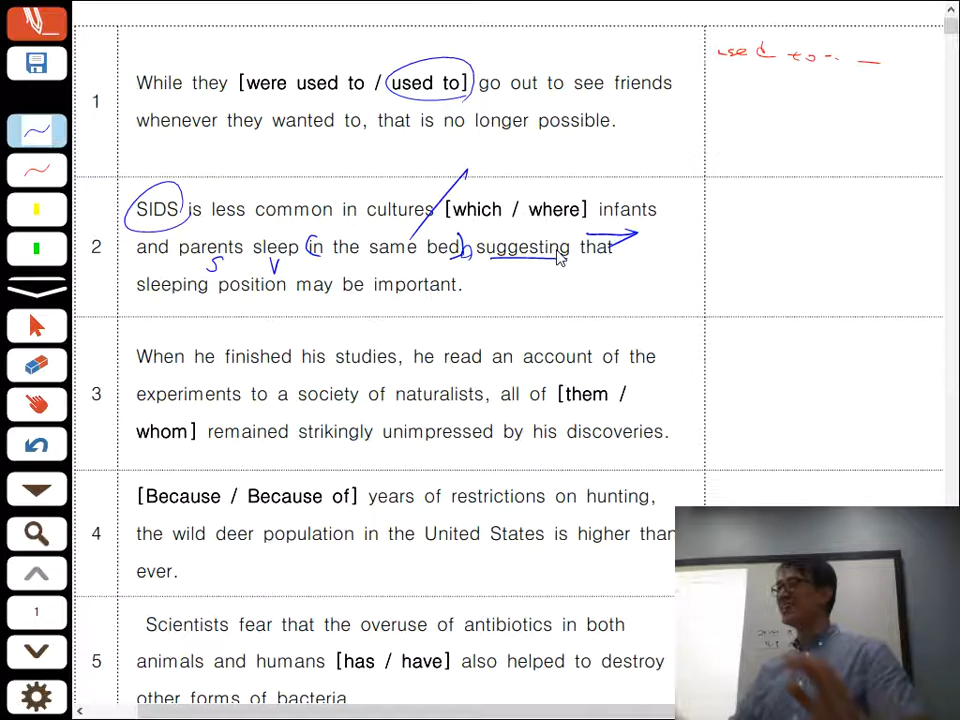 used to
1
While they [were used to / used to] go out to see friends
whenever they wanted to, that is no longer possible.
2
SIDS is less common in cultures [which / where] infants
and parents sleep in the same bed, suggesting that
S V
sleeping position may be important.
3
When he finished his studies, he read an account of the
experiments to a society of naturalists, all of [them /
whom] remained strikingly unimpressed by his discoveries.
4
[Because / Because of] years of restrictions on hunting,
the wild deer population in the United States is higher than
ever.
1
5
Scientists fear that the overuse of antibiotics in both
animals and humans [has / have] also helped to destroy
other forms of bacteria